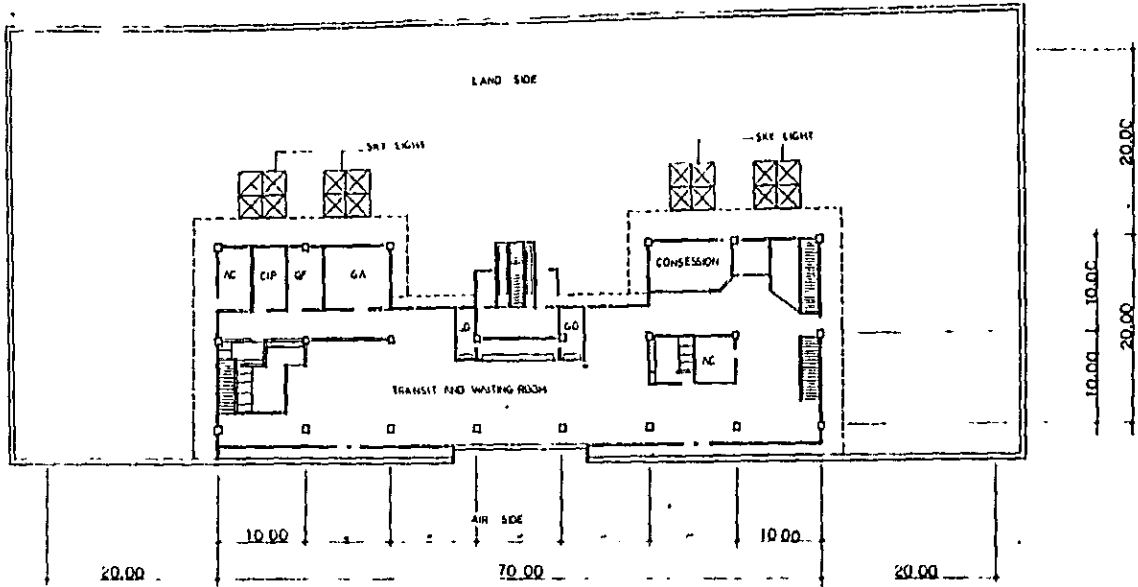 LAND SIDE
SKY LIGHT
SKY LIGHT
AC
CIP
GA
CONSESSION
GO
AC
TRANSIT AND WAITING ROOM
AIR SIDE
10.00
10.00
20.00
70.00
20.00
20.00
10.00
10.00
20.00